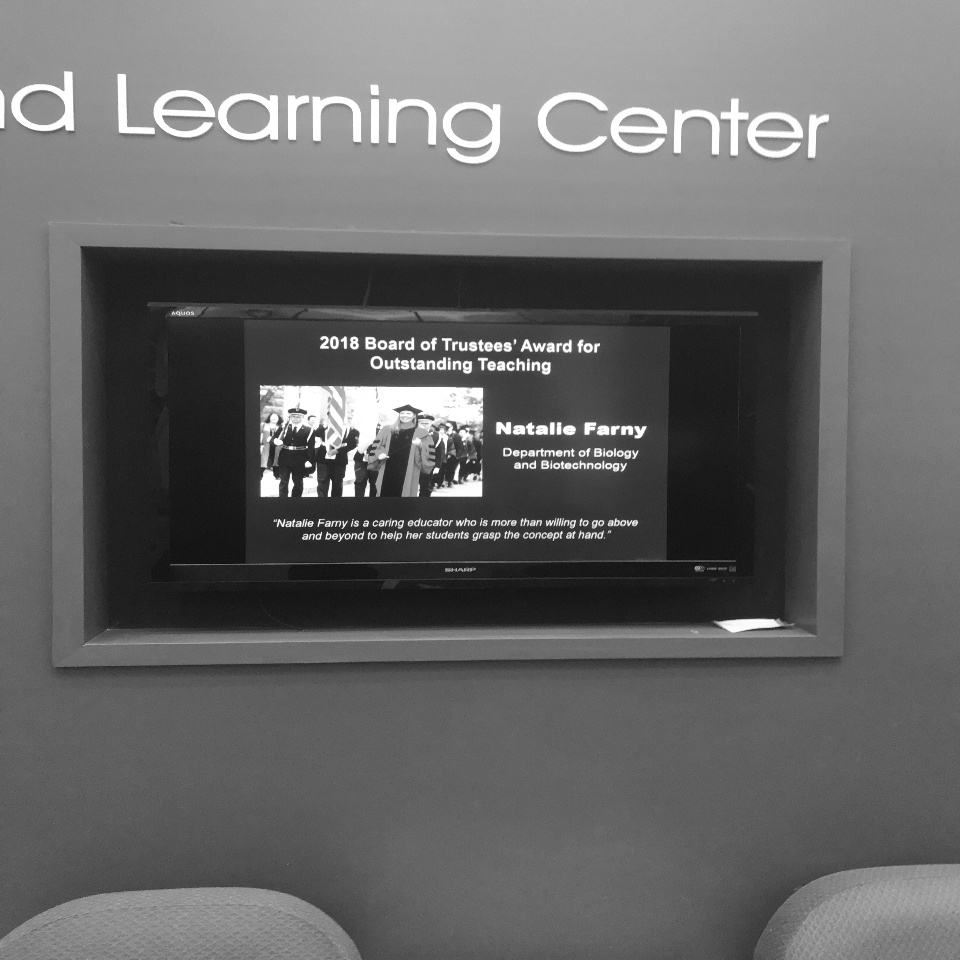 nd Learning Center
AQUOS
2018 Board of Trustees' Award for
Outstanding Teaching
Natalie Farny
Department of Biology
and Biotechnology
"Natalie Farny is a caring educator who is more than willing to go above
and beyond to help her students grasp the concept at hand."
SHARP